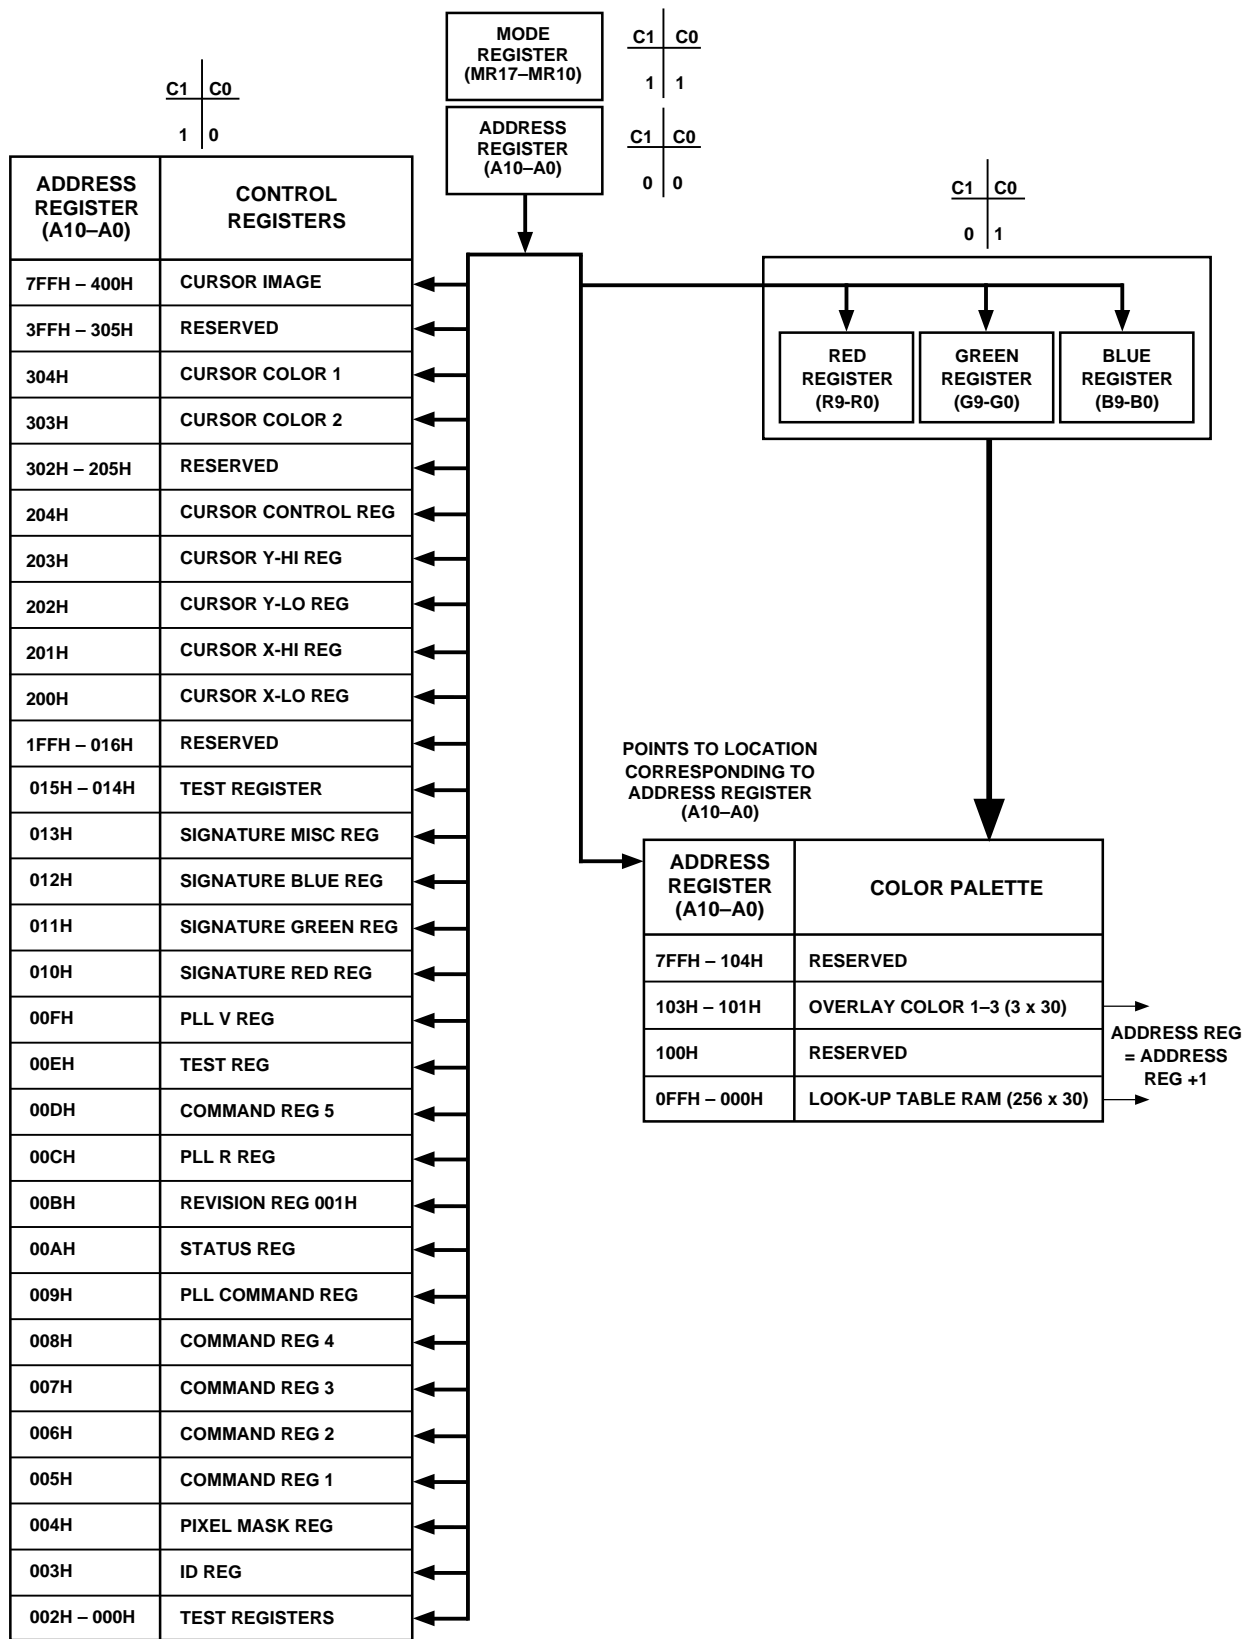 MODE
REGISTER
(MR17–MR10)
C1 C0
1 1
C1 C0
1 0
ADDRESS
REGISTER
(A10–A0)
C1 C0
0 0
C1 C0
0 1
ADDRESS
REGISTER
(A10–A0)
CONTROL
REGISTERS
7FFH – 400H CURSOR IMAGE
3FFH – 305H RESERVED
304H CURSOR COLOR 1
303H CURSOR COLOR 2
302H – 205H RESERVED
204H CURSOR CONTROL REG
203H CURSOR Y-HI REG
202H CURSOR Y-LO REG
201H CURSOR X-HI REG
200H CURSOR X-LO REG
1FFH – 016H RESERVED
015H – 014H TEST REGISTER
013H SIGNATURE MISC REG
012H SIGNATURE BLUE REG
011H SIGNATURE GREEN REG
010H SIGNATURE RED REG
00FH PLL V REG
00EH TEST REG
00DH COMMAND REG 5
00CH PLL R REG
00BH REVISION REG 001H
00AH STATUS REG
009H PLL COMMAND REG
008H COMMAND REG 4
007H COMMAND REG 3
006H COMMAND REG 2
005H COMMAND REG 1
004H PIXEL MASK REG
003H ID REG
002H – 000H TEST REGISTERS
RED
REGISTER
(R9-R0)
GREEN
REGISTER
(G9-G0)
BLUE
REGISTER
(B9-B0)
POINTS TO LOCATION
CORRESPONDING TO
ADDRESS REGISTER
(A10–A0)
ADDRESS
REGISTER
(A10–A0)
COLOR PALETTE
7FFH – 104H RESERVED
103H – 101H OVERLAY COLOR 1–3 (3 x 30)
100H RESERVED
0FFH – 000H LOOK-UP TABLE RAM (256 x 30)
ADDRESS REG
= ADDRESS
REG +1